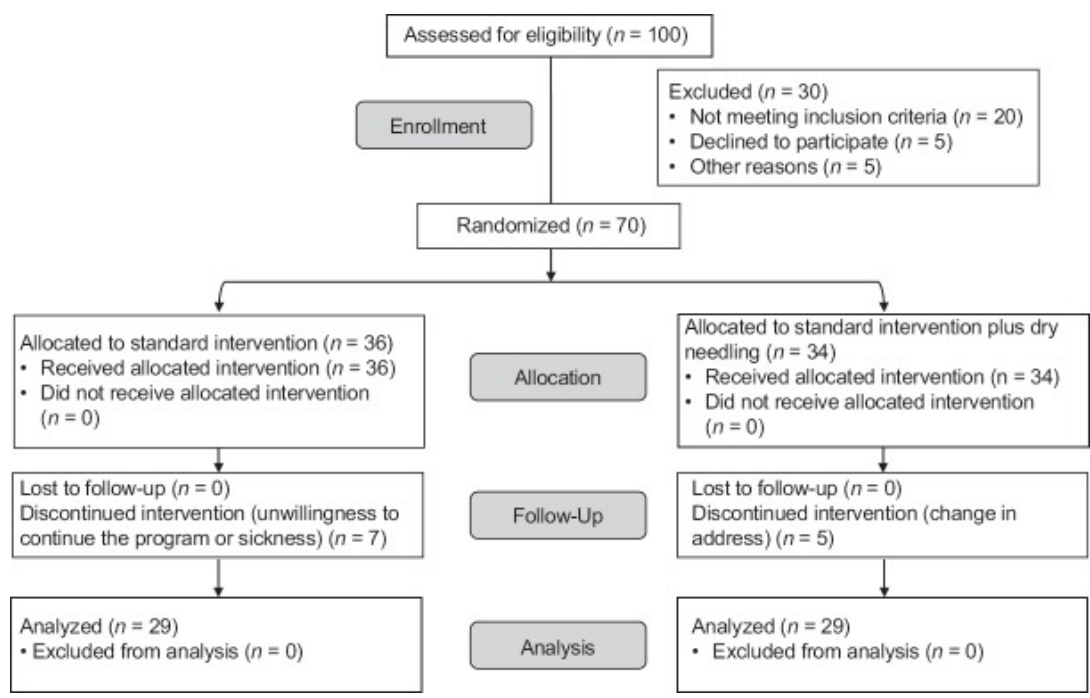 Assessed for eligibility (n = 100)
Enrollment
Excluded (n = 30)
• Not meeting inclusion criteria (n = 20)
• Declined to participate (n = 5)
• Other reasons (n = 5)
Randomized (n = 70)
Allocated to standard intervention (n = 36)
• Received allocated intervention (n = 36)
• Did not receive allocated intervention
(n = 0)
Allocation
Allocated to standard intervention plus dry
needling (n = 34)
• Received allocated intervention (n = 34)
• Did not receive allocated intervention
(n = 0)
Lost to follow-up (n = 0)
Discontinued intervention (unwillingness to
continue the program or sickness) (n = 7)
Follow-Up
Lost to follow-up (n = 0)
Discontinued intervention (change in
address) (n = 5)
Analyzed (n = 29)
• Excluded from analysis (n = 0)
Analysis
Analyzed (n = 29)
• Excluded from analysis (n = 0)